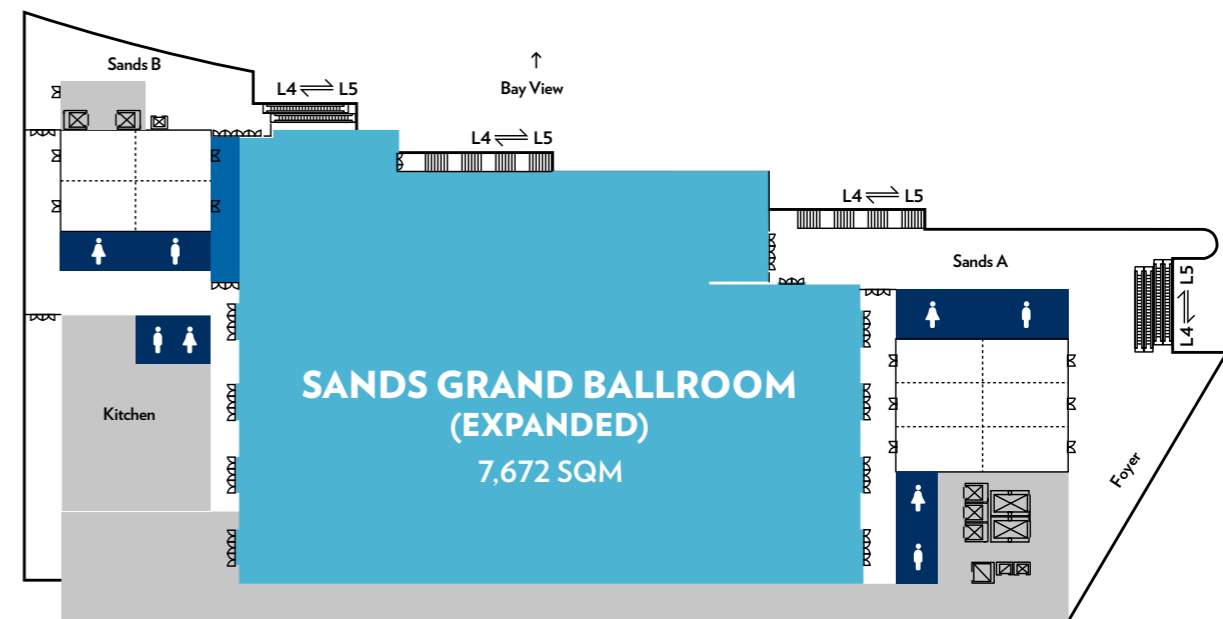 Sands B
L4 ⇌ L5
↑
Bay View
L4 ⇌ L5
L4 ⇌ L5
Sands A
L4 ⇌ L5
SANDS GRAND BALLROOM
(EXPANDED)
7,672 SQM
Kitchen
Foyer